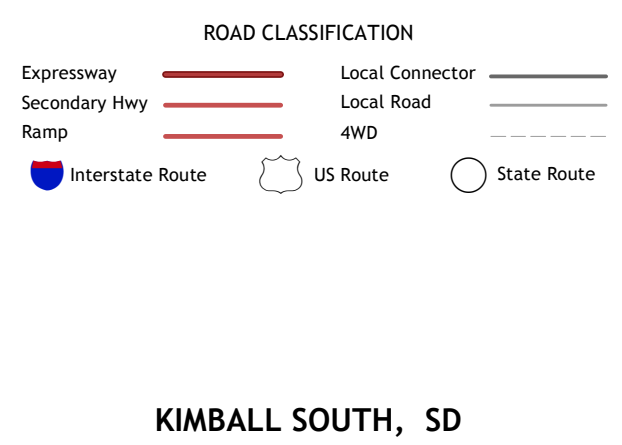 ROAD CLASSIFICATION
Expressway
Secondary Hwy
Ramp
Local Connector
Local Road
4WD
Interstate Route
US Route
State Route
KIMBALL SOUTH, SD